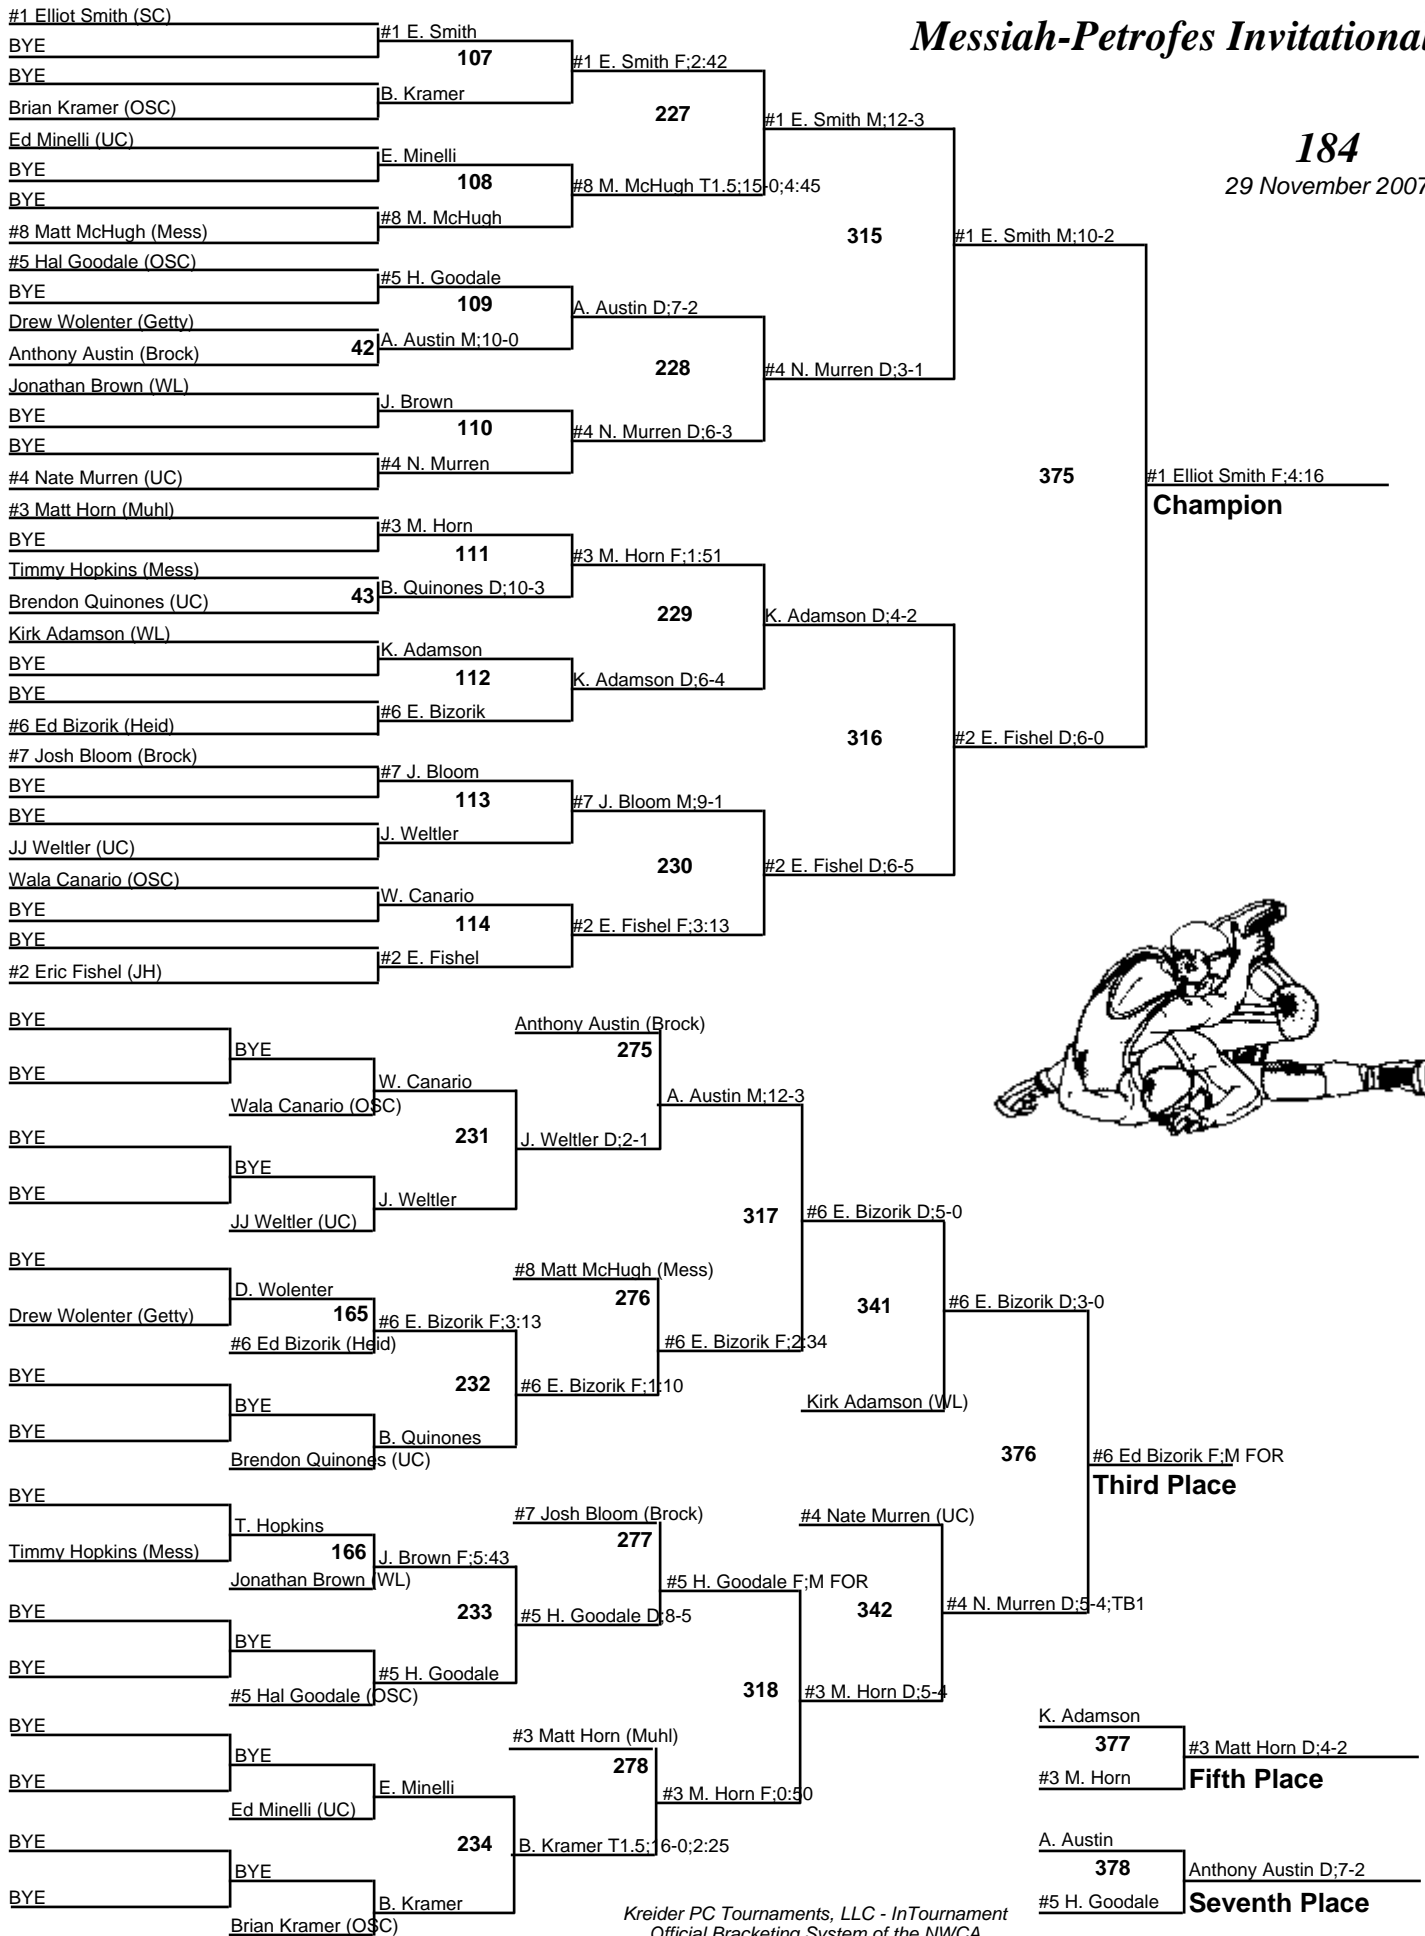 Messiah-Petrofes Invitational
184
29 November 2007
#1 Elliot Smith (SC)
BYE
BYE
Brian Kramer (OSC)
Ed Minelli (UC)
BYE
BYE
#8 Matt McHugh (Mess)
#5 Hal Goodale (OSC)
BYE
Drew Wolenter (Getty)
Anthony Austin (Brock)
42
Jonathan Brown (WL)
BYE
BYE
#4 Nate Murren (UC)
#3 Matt Horn (Muhl)
BYE
Timmy Hopkins (Mess)
Brendon Quinones (UC)
43
Kirk Adamson (WL)
BYE
BYE
#6 Ed Bizorik (Heid)
#7 Josh Bloom (Brock)
BYE
BYE
JJ Weltler (UC)
Wala Canario (OSC)
BYE
BYE
#2 Eric Fishel (JH)
#1 E. Smith
107
B. Kramer
E. Minelli
108
#8 M. McHugh
#5 H. Goodale
109
A. Austin M;10-0
J. Brown
110
#4 N. Murren
#3 M. Horn
111
B. Quinones D;10-3
K. Adamson
112
#6 E. Bizorik
#7 J. Bloom
113
J. Weltler
W. Canario
114
#2 E. Fishel
#1 E. Smith F;2:42
227
#8 M. McHugh T1.5;15-0;4:45
A. Austin D;7-2
228
#4 N. Murren D;6-3
#3 M. Horn F;1:51
229
K. Adamson D;6-4
#7 J. Bloom M;9-1
230
#2 E. Fishel F;3:13
#1 E. Smith M;12-3
315
#4 N. Murren D;3-1
K. Adamson D;4-2
316
#2 E. Fishel D;6-5
#1 E. Smith M;10-2
375
#2 E. Fishel D;6-0
#1 Elliot Smith F;4:16
Champion
BYE
BYE
BYE
BYE
BYE
Drew Wolenter (Getty)
BYE
BYE
BYE
Timmy Hopkins (Mess)
BYE
BYE
BYE
BYE
BYE
BYE
BYE
Wala Canario (OSC)
BYE
JJ Weltler (UC)
D. Wolenter
165
#6 Ed Bizorik (Heid)
BYE
Brendon Quinones (UC)
T. Hopkins
166
Jonathan Brown (WL)
BYE
#5 Hal Goodale (OSC)
BYE
Ed Minelli (UC)
BYE
Brian Kramer (OSC)
W. Canario
231
J. Weltler
#6 E. Bizorik F;3:13
232
B. Quinones
J. Brown F;5:43
233
#5 H. Goodale
E. Minelli
234
B. Kramer
Anthony Austin (Brock)
275
J. Weltler D;2-1
#8 Matt McHugh (Mess)
276
#6 E. Bizorik F;1:10
#7 Josh Bloom (Brock)
277
#5 H. Goodale D;8-5
#3 Matt Horn (Muhl)
278
B. Kramer T1.5;16-0;2:25
A. Austin M;12-3
317
#6 E. Bizorik F;2:34
#5 H. Goodale F;M FOR
318
#3 M. Horn F;0:50
#6 E. Bizorik D;5-0
341
Kirk Adamson (WL)
#4 Nate Murren (UC)
342
#3 M. Horn D;5-4
#6 E. Bizorik D;3-0
376
#4 N. Murren D;5-4;TB1
#6 Ed Bizorik F;M FOR
Third Place
K. Adamson
377
#3 M. Horn
#3 Matt Horn D;4-2
Fifth Place
A. Austin
378
#5 H. Goodale
Anthony Austin D;7-2
Seventh Place
Kreider PC Tournaments, LLC - InTournament
Official Bracketing System of the NWCA